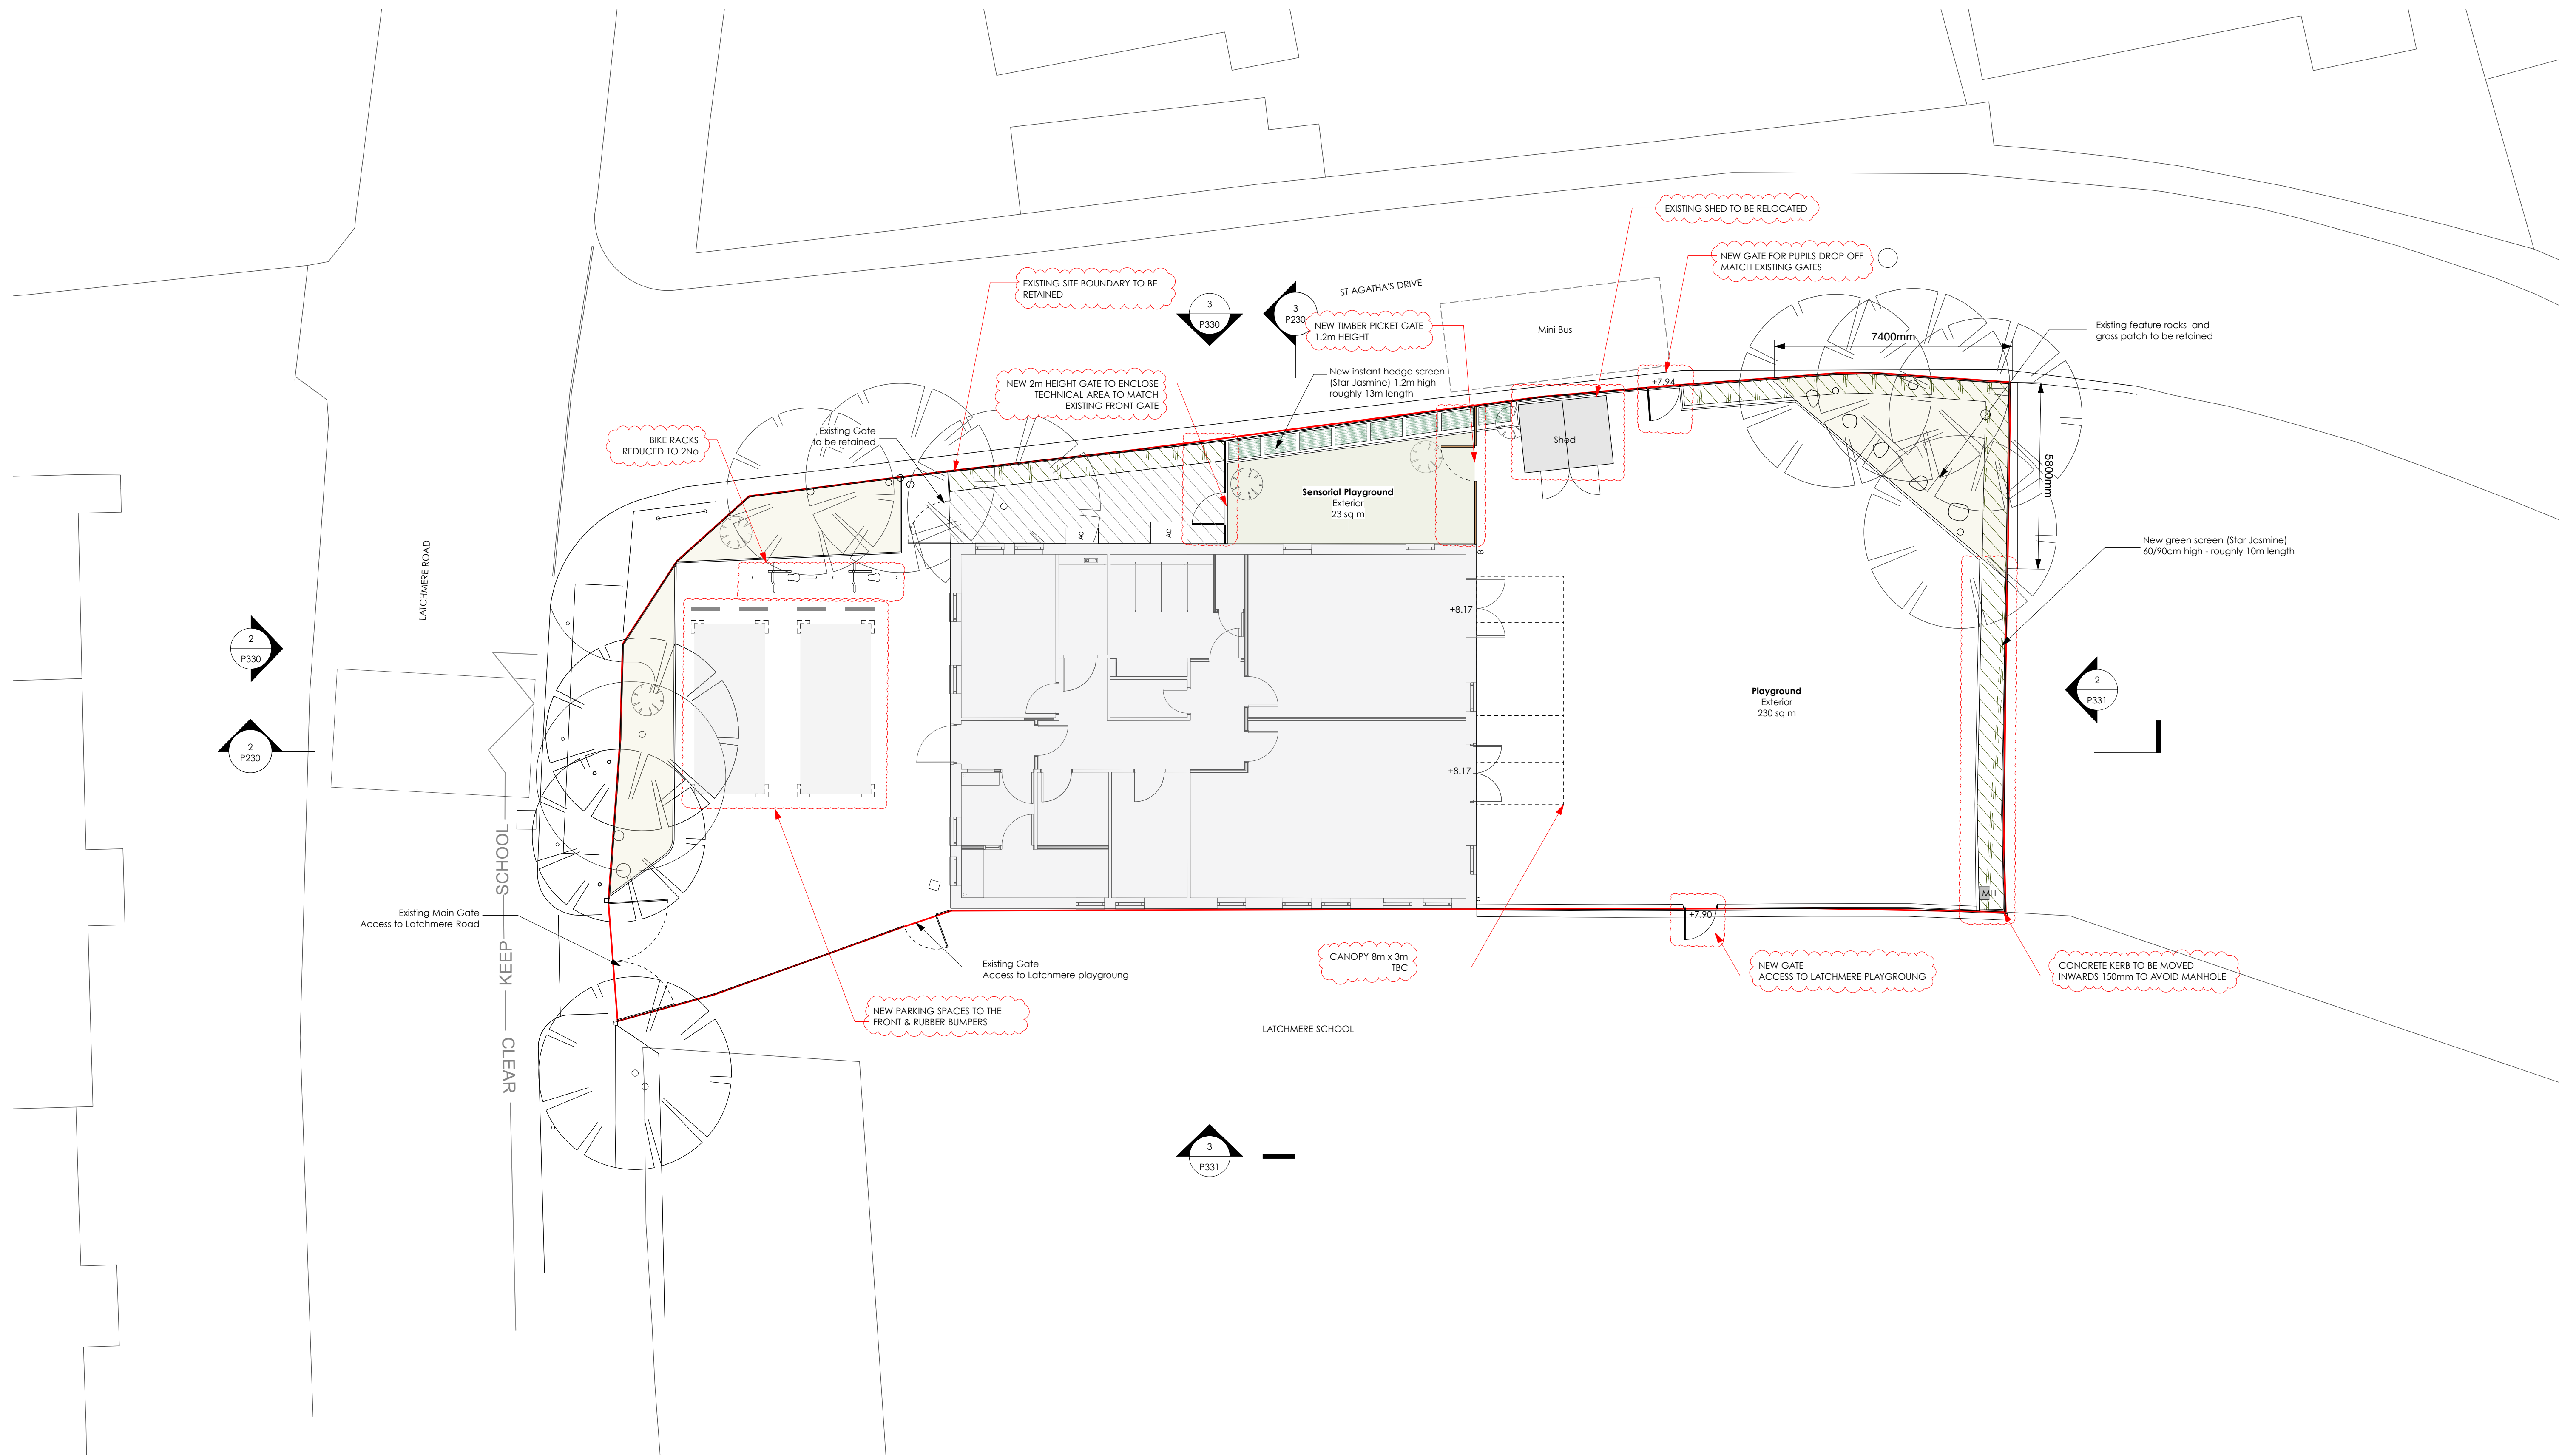 EXISTING SHED TO BE RELOCATED
NEW GATE FOR PUPILS DROP OFF
MATCH EXISTING GATES
EXISTING SITE BOUNDARY TO BE
RETAINED
3
P330
3
P230
ST AGATHA'S DRIVE
NEW TIMBER PICKET GATE
1.2m HEIGHT
Mini Bus
Existing feature rocks and
grass patch to be retained
7400mm
New instant hedge screen
(Star Jasmine) 1.2m high
roughly 13m length
NEW 2m HEIGHT GATE TO ENCLOSE
TECHNICAL AREA TO MATCH
EXISTING FRONT GATE
+7.94
Existing Gate
to be retained
BIKE RACKS
REDUCED TO 2No
Shed
5800mm
Sensorial Playground
Exterior
23 sq m
AC
AC
New green screen (Star Jasmine)
60/90cm high - roughly 10m length
LATCHMERE ROAD
+8.17
2
P330
Playground
Exterior
230 sq m
2
P331
2
P230
+8.17
KEEP SCHOOL CLEAR
MH
+7.90
Existing Main Gate
Access to Latchmere Road
Existing Gate
Access to Latchmere playgroung
CANOPY 8m x 3m
TBC
NEW GATE
ACCESS TO LATCHMERE PLAYGROUNG
CONCRETE KERB TO BE MOVED
INWARDS 150mm TO AVOID MANHOLE
NEW PARKING SPACES TO THE
FRONT & RUBBER BUMPERS
LATCHMERE SCHOOL
3
P331